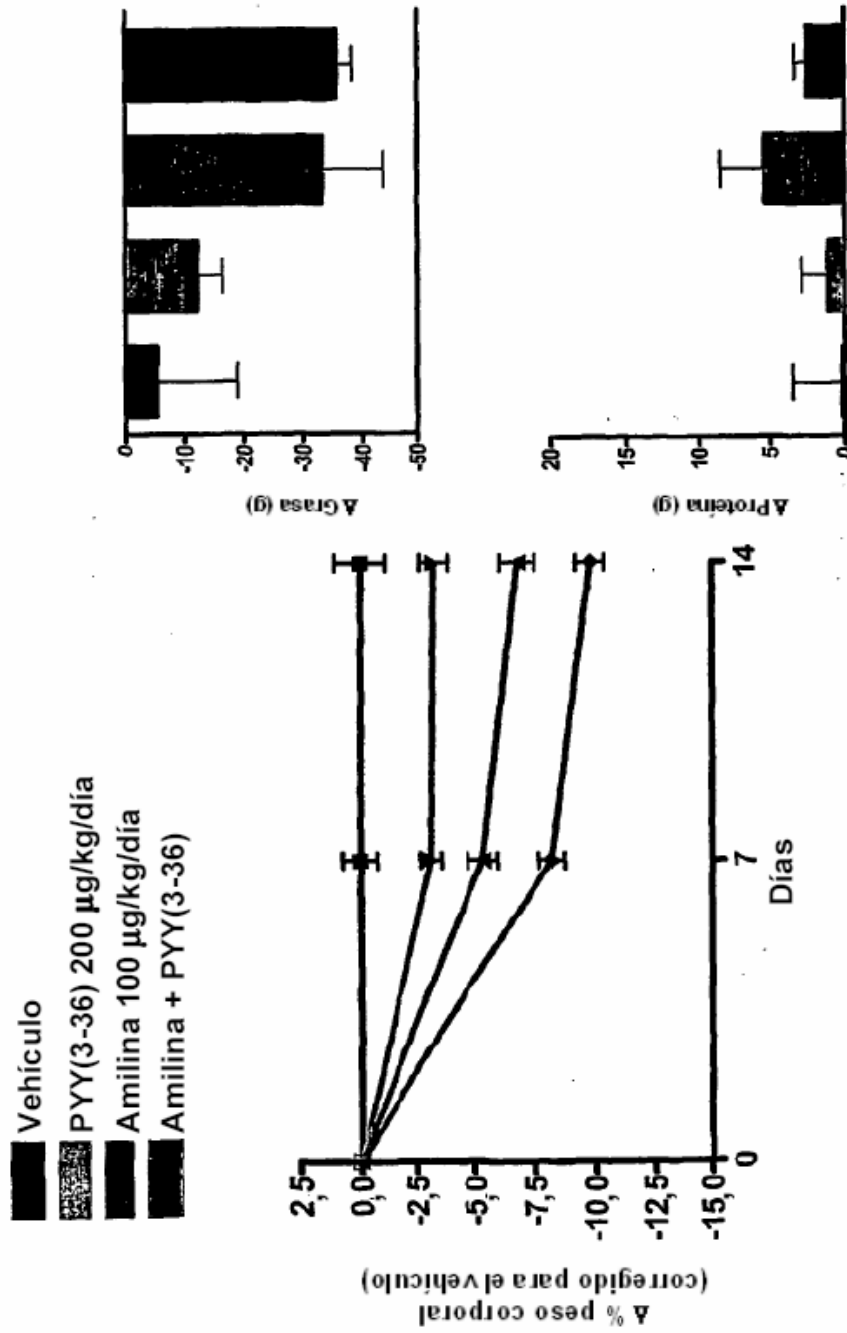 Vehículo
PYY(3-36) 200 µg/kg/día
Amilina 100 µg/kg/día
Amilina + PYY(3-36)
Δ % peso corporal
(corregido para el vehículo)
2,5
0,0
-2,5
-5,0
-7,5
-10,0
-12,5
-15,0
0
7
14
Días
Δ Grasa (g)
0
-10
-20
-30
-40
-50
Δ Proteína (g)
20
15
10
5
0